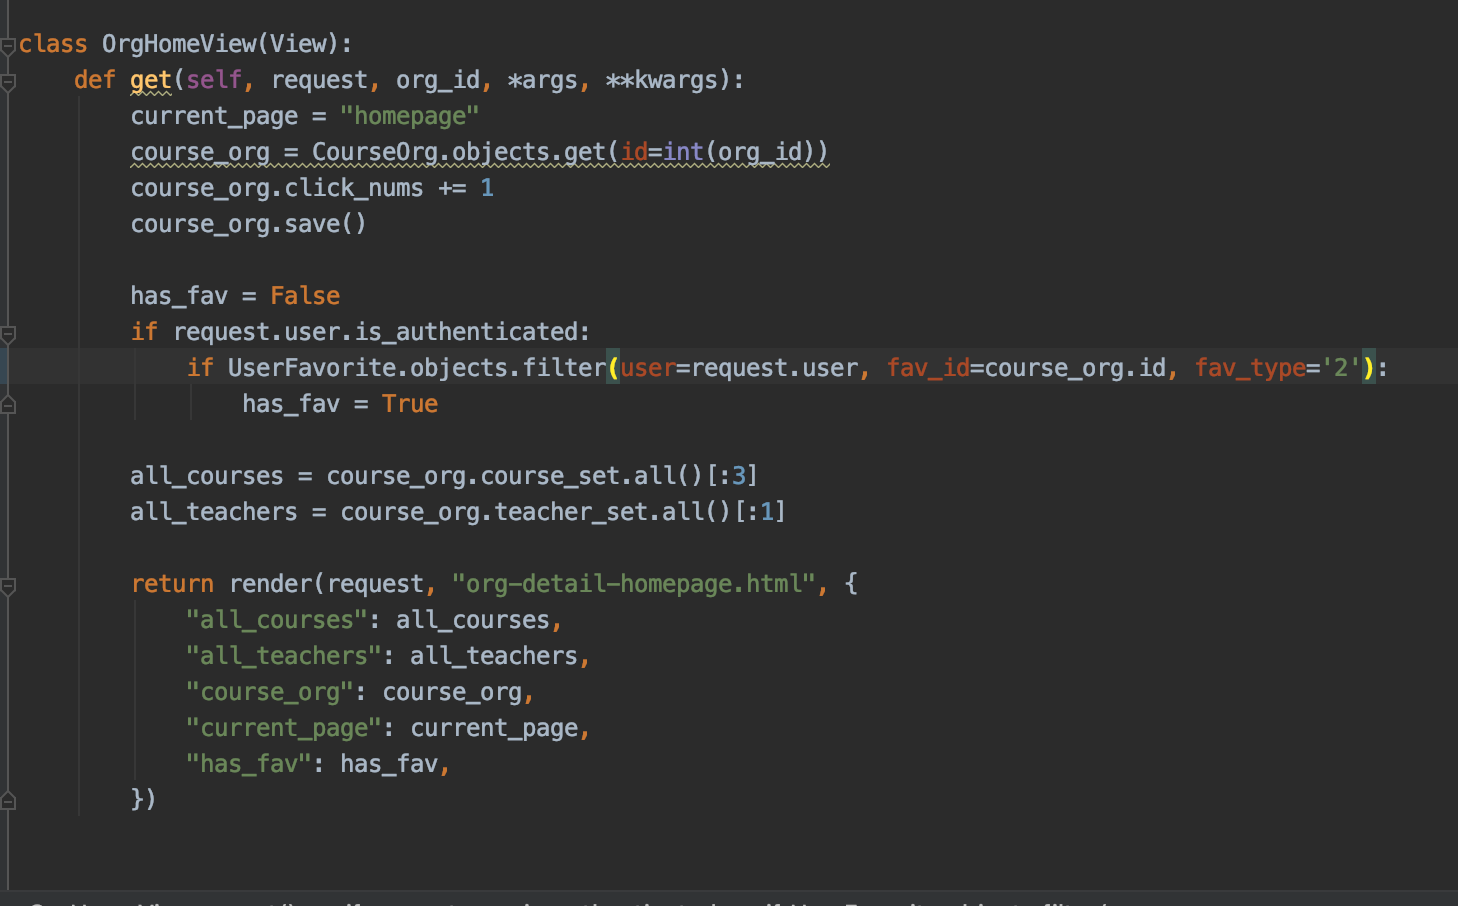 class OrgHomeView(View):
    def get(self, request, org_id, *args, **kwargs):
        current_page = "homepage"
        course_org = CourseOrg.objects.get(id=int(org_id))
        course_org.click_nums += 1
        course_org.save()

        has_fav = False
        if request.user.is_authenticated:
            if UserFavorite.objects.filter(user=request.user, fav_id=course_org.id, fav_type='2'):
                has_fav = True

        all_courses = course_org.course_set.all()[:3]
        all_teachers = course_org.teacher_set.all()[:1]

        return render(request, "org-detail-homepage.html", {
            "all_courses": all_courses,
            "all_teachers": all_teachers,
            "course_org": course_org,
            "current_page": current_page,
            "has_fav": has_fav,
        })